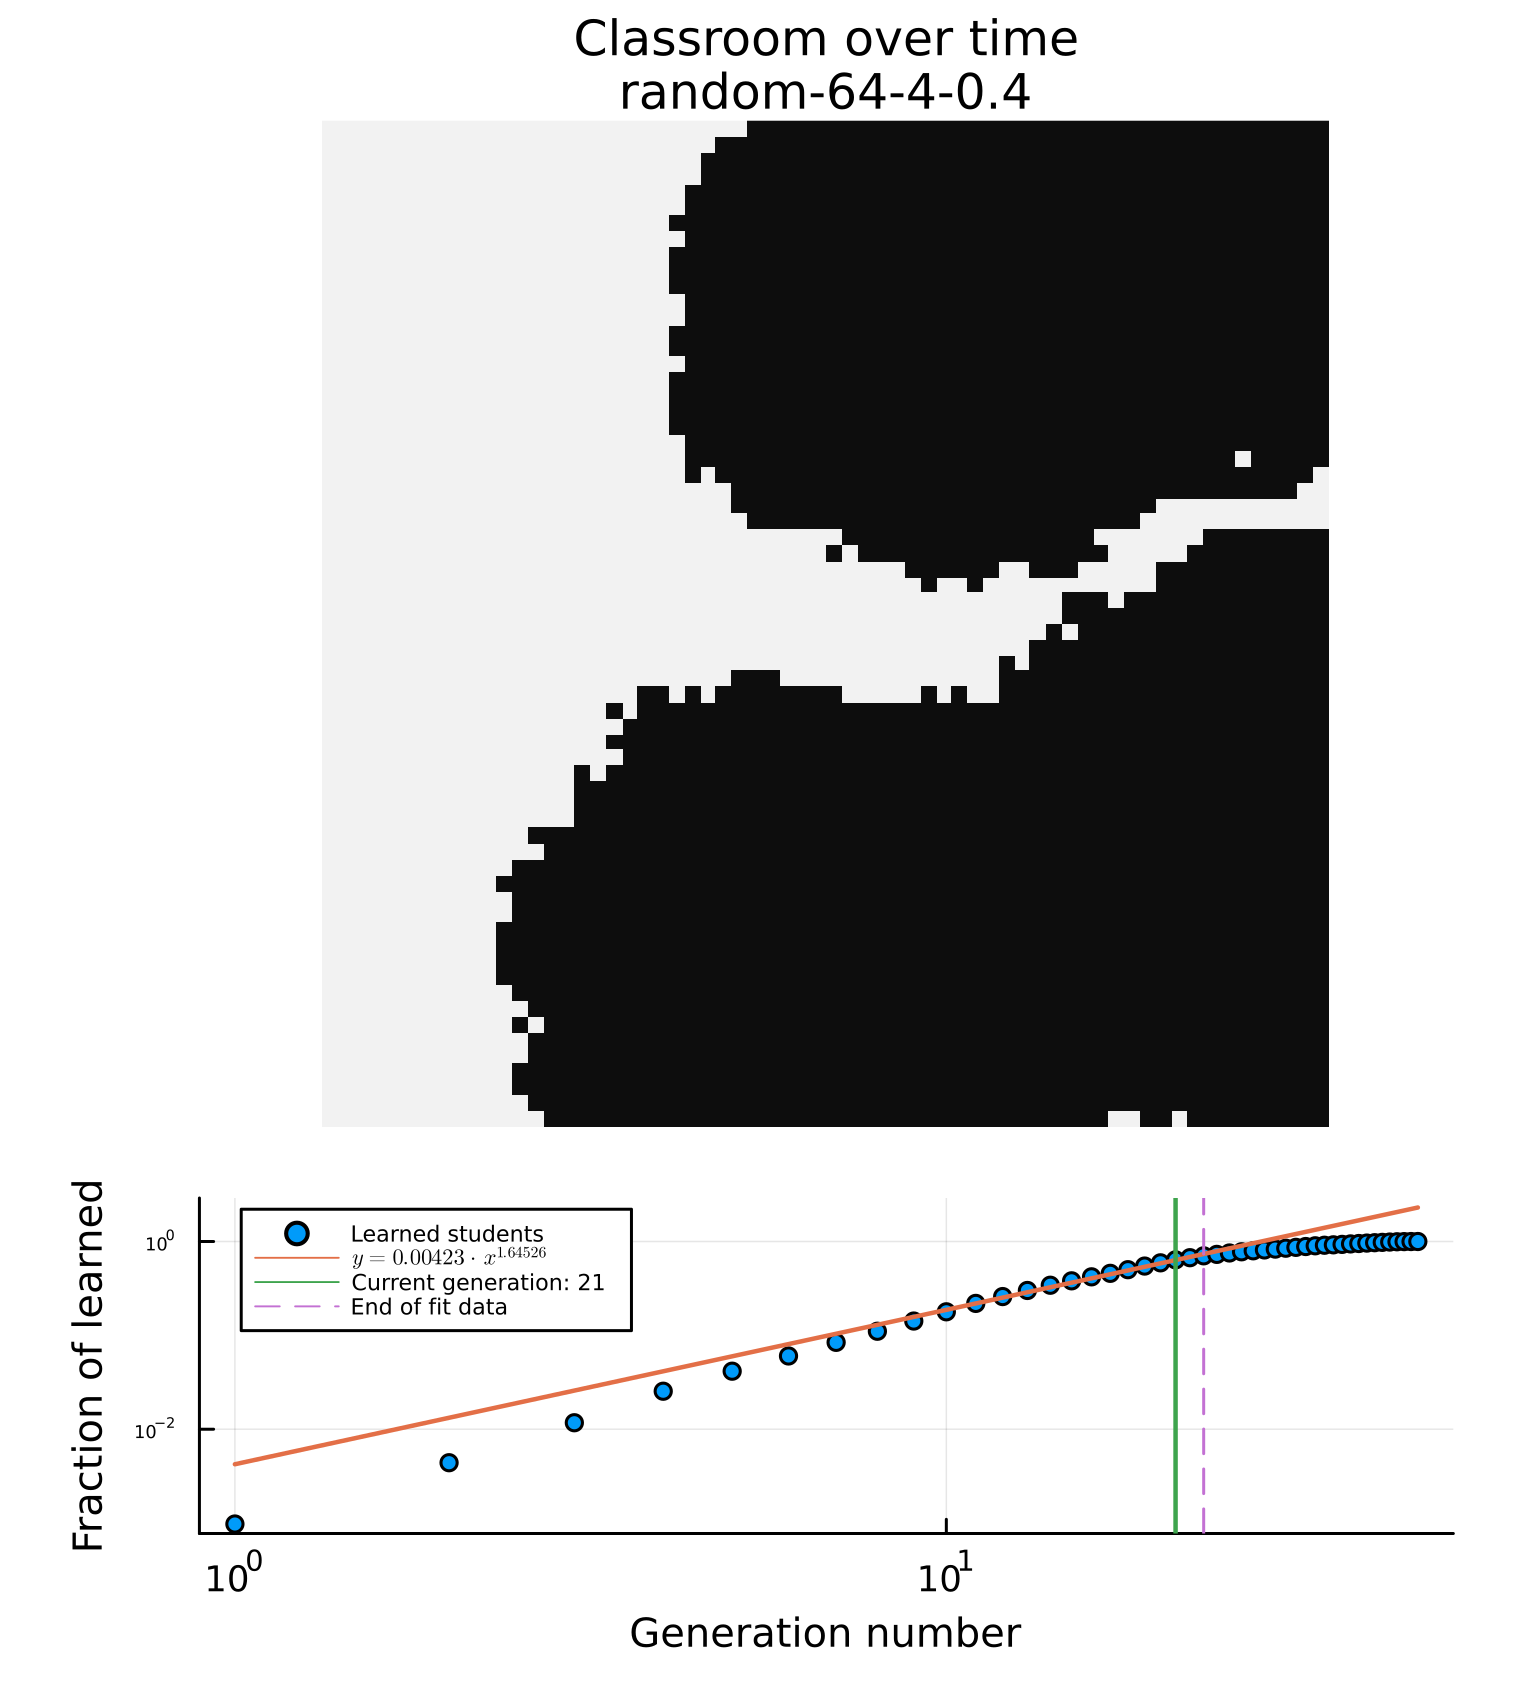 Classroom over time
random-64-4-0.4
Fraction of learned
10^0
10^−2
Learned students
y = 0.00423 · x^1.64526
Current generation: 21
End of fit data
10^0 10^1
Generation number